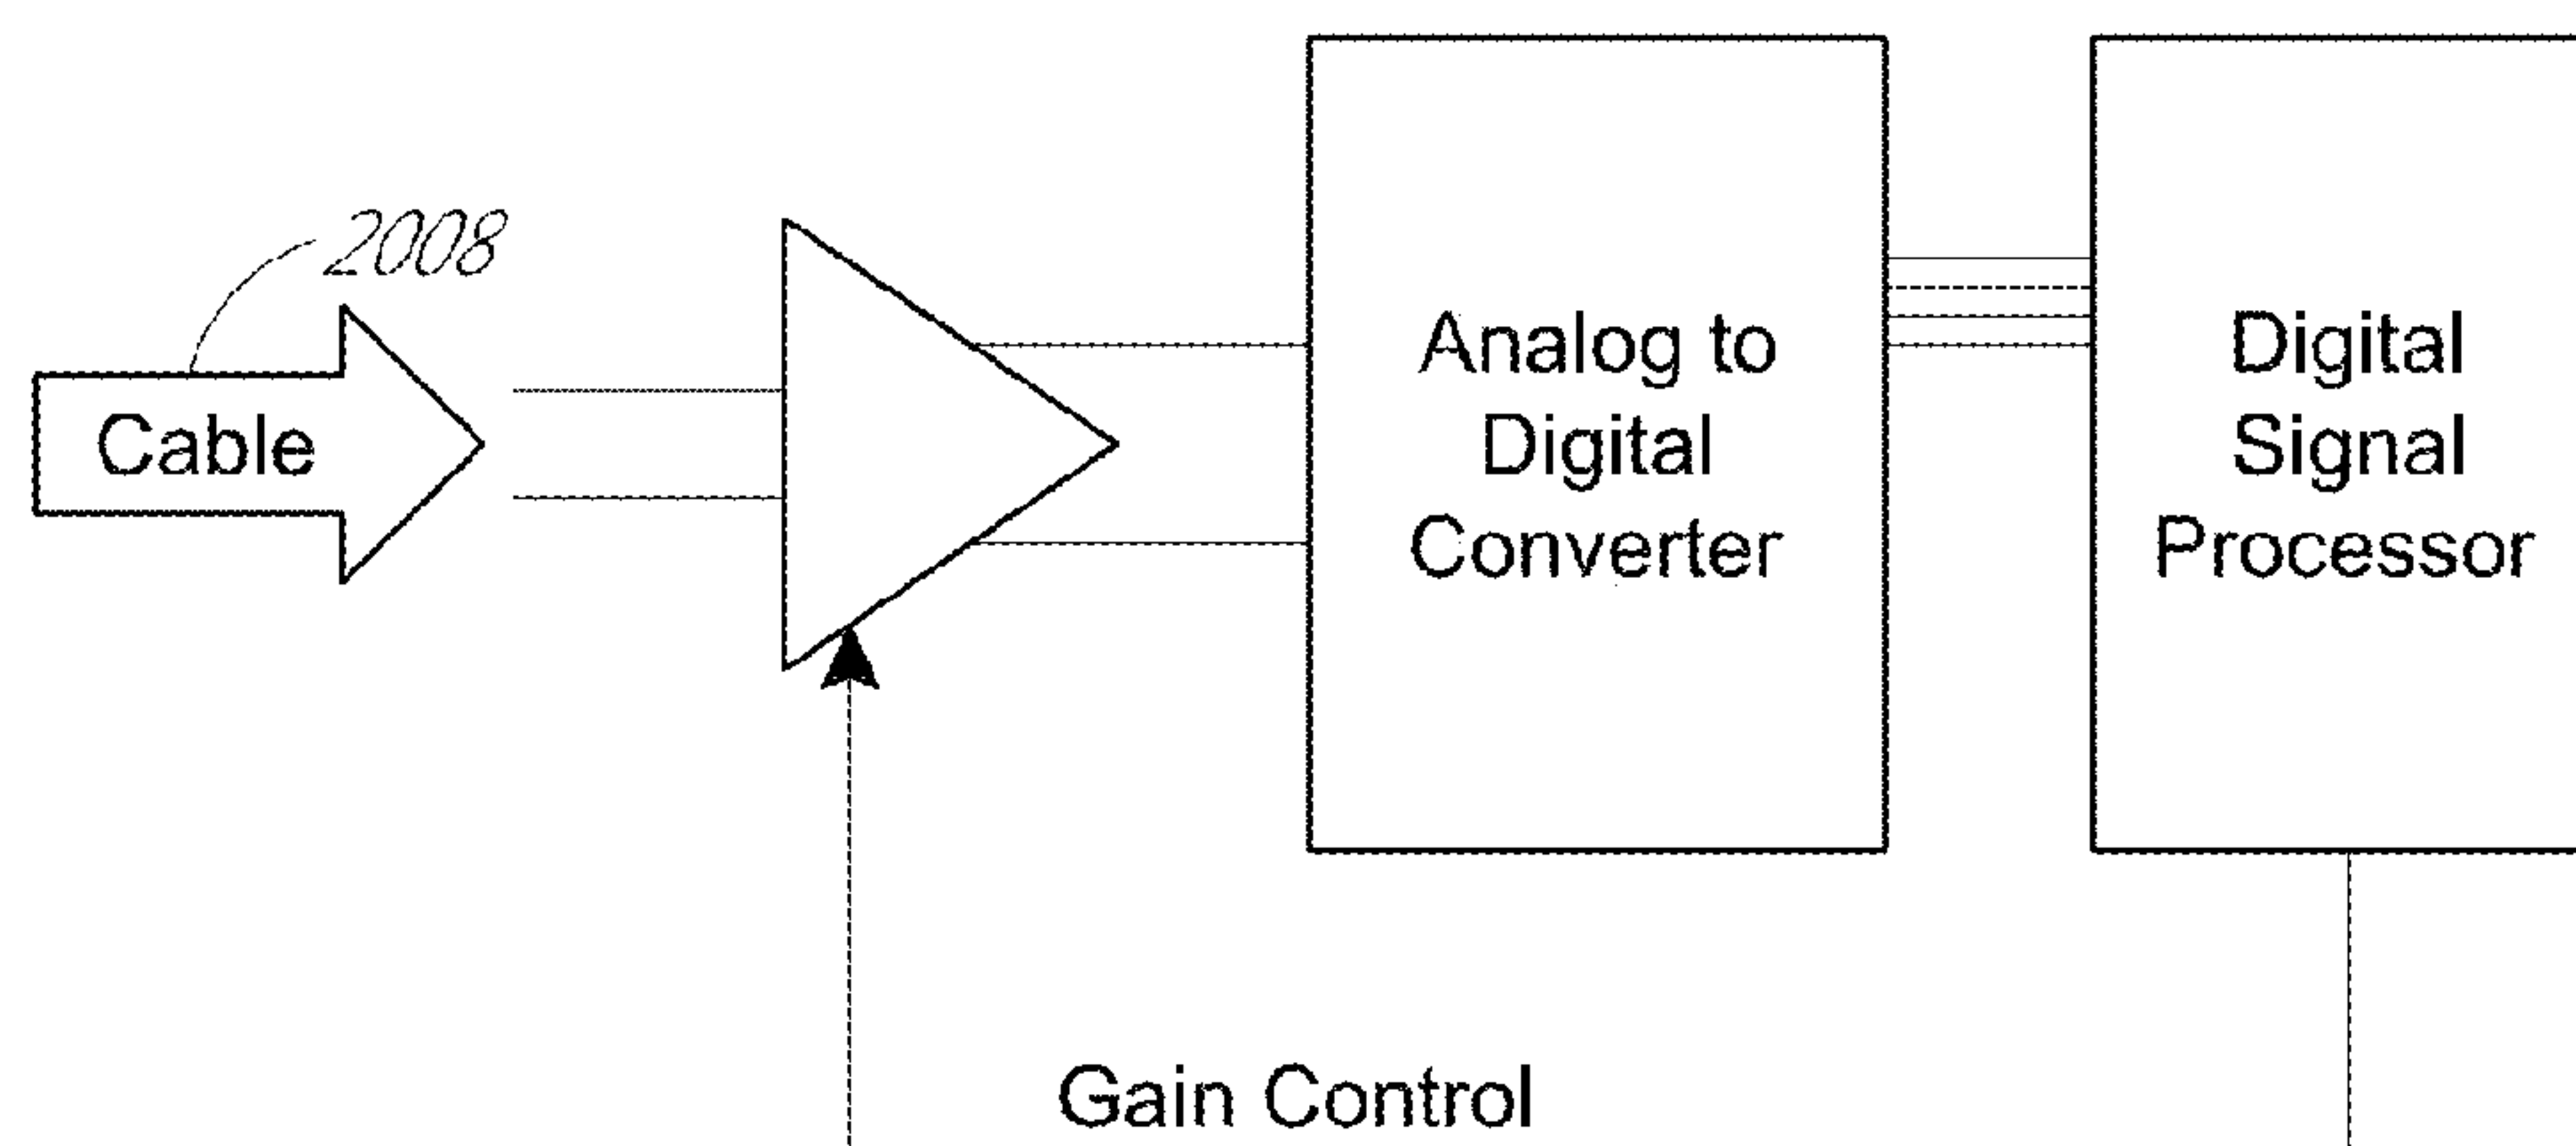 2008
Cable
Analog to
Digital
Converter
Digital
Signal
Processor
Gain Control